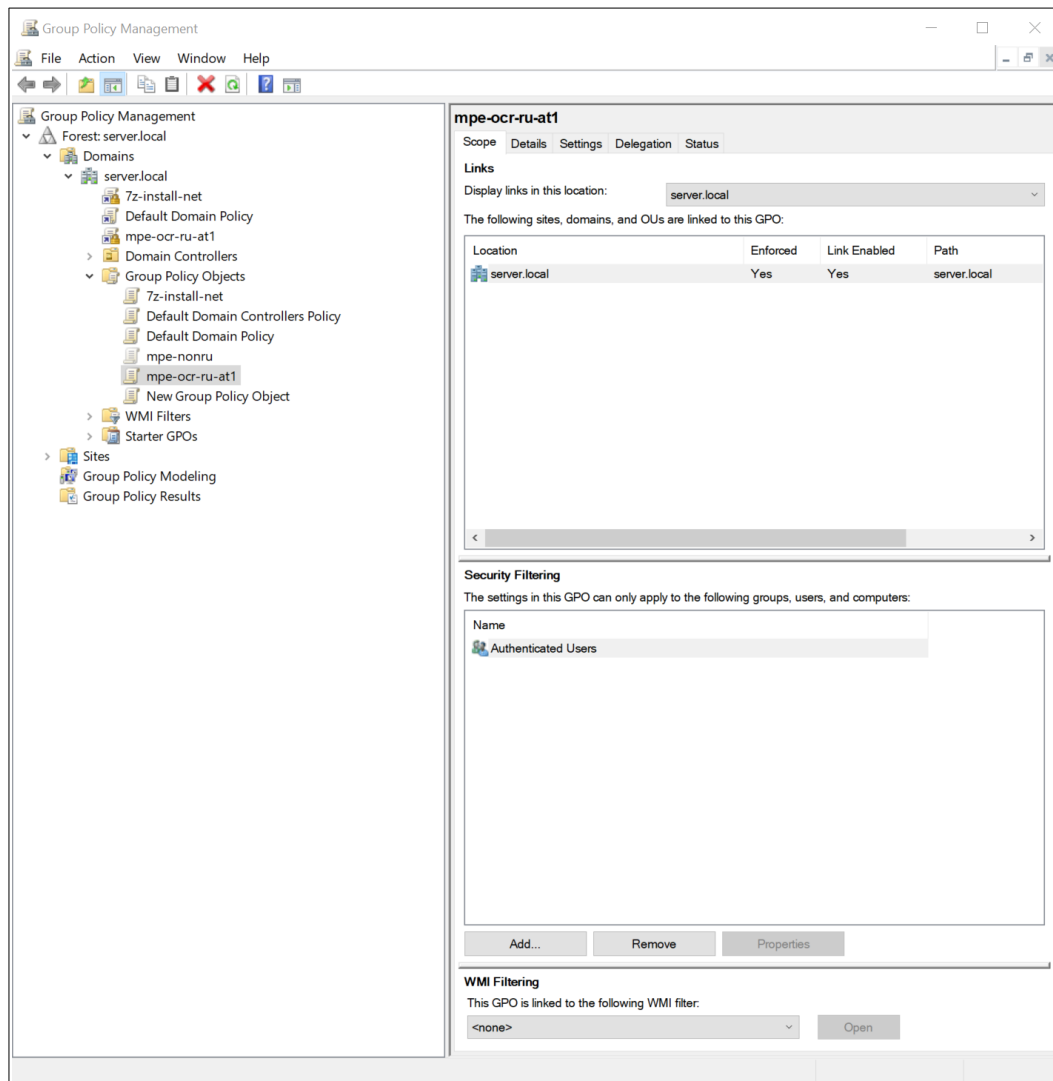 Group Policy Management
File Action View Window Help
Group Policy Management
Forest: server.local
Domains
server.local
7z-install-net
Default Domain Policy
mpe-ocr-ru-at1
Domain Controllers
Group Policy Objects
7z-install-net
Default Domain Controllers Policy
Default Domain Policy
mpe-nonru
mpe-ocr-ru-at1
New Group Policy Object
WMI Filters
Starter GPOs
Sites
Group Policy Modeling
Group Policy Results
mpe-ocr-ru-at1
Scope Details Settings Delegation Status
Links
Display links in this location: server.local
The following sites, domains, and OUs are linked to this GPO:
Location Enforced Link Enabled Path
server.local Yes Yes server.local
Security Filtering
The settings in this GPO can only apply to the following groups, users, and computers:
Name
Authenticated Users
Add... Remove Properties
WMI Filtering
This GPO is linked to the following WMI filter:
<none> Open